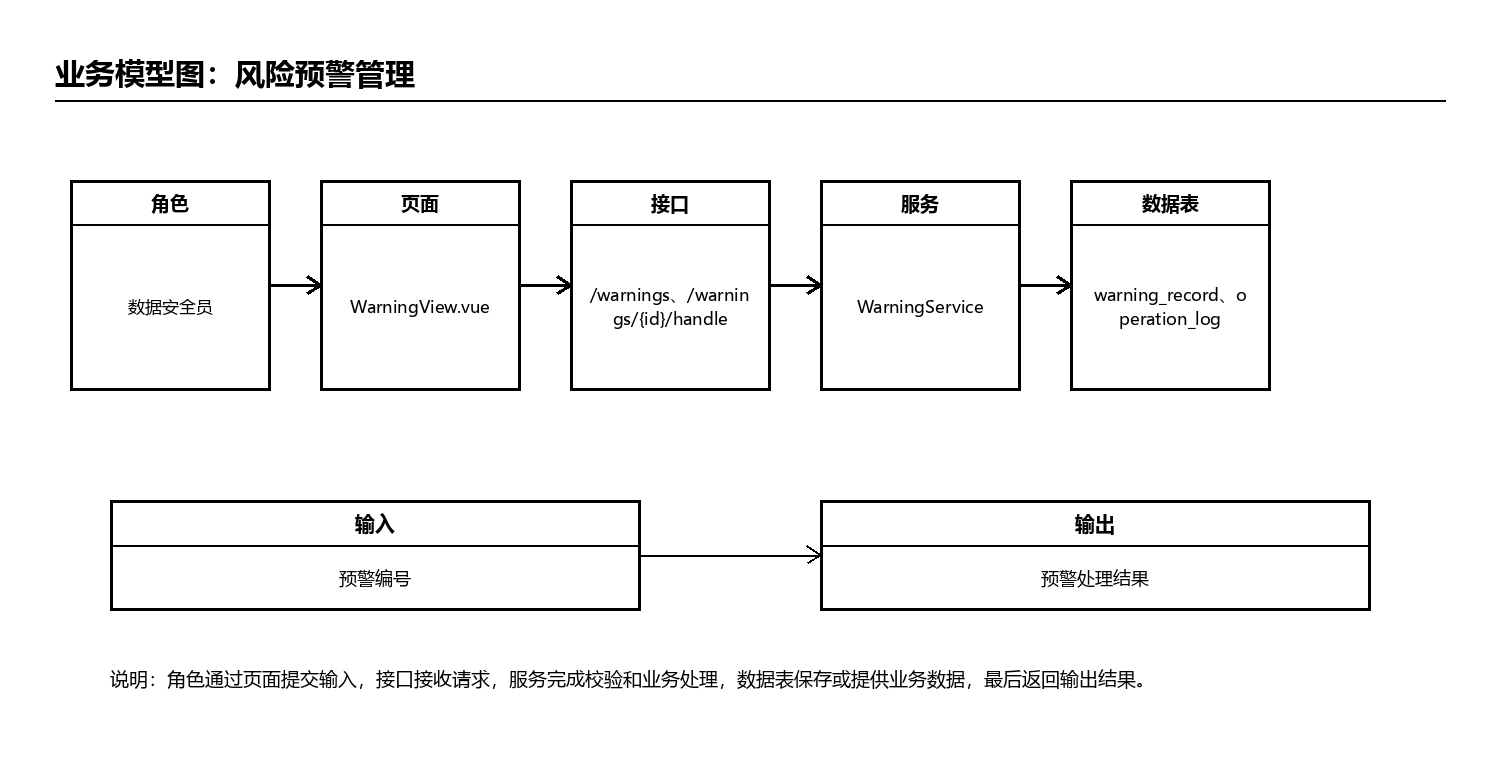 业务模型图：风险预警管理
角色
数据安全员
页面
WarningView.vue
接口
/warnings、/warnin
gs/{id}/handle
服务
WarningService
数据表
warning_record、o
peration_log
输入
预警编号
输出
预警处理结果
说明：角色通过页面提交输入，接口接收请求，服务完成校验和业务处理，数据表保存或提供业务数据，最后返回输出结果。